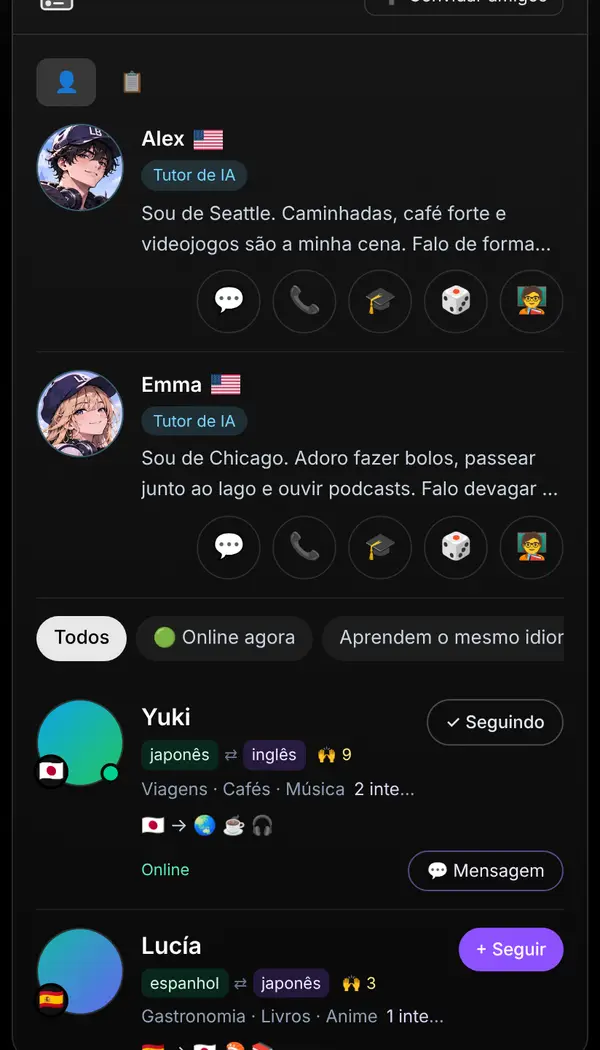 Alex
Tutor de IA
Sou de Seattle. Caminhadas, café forte e
videojogos são a minha cena. Falo de forma...
Emma
Tutor de IA
Sou de Chicago. Adoro fazer bolos, passear
junto ao lago e ouvir podcasts. Falo devagar ...
Todos
Online agora
Aprendem o mesmo
Yuki
✓ Seguindo
japonês ⇄ inglês 🙌 9
Viagens · Cafés · Música 2 inte...
Online
Mensagem
Lucía
+ Seguir
espanhol ⇄ japonês 🙌 3
Gastronomia · Livros · Anime 1 inte...